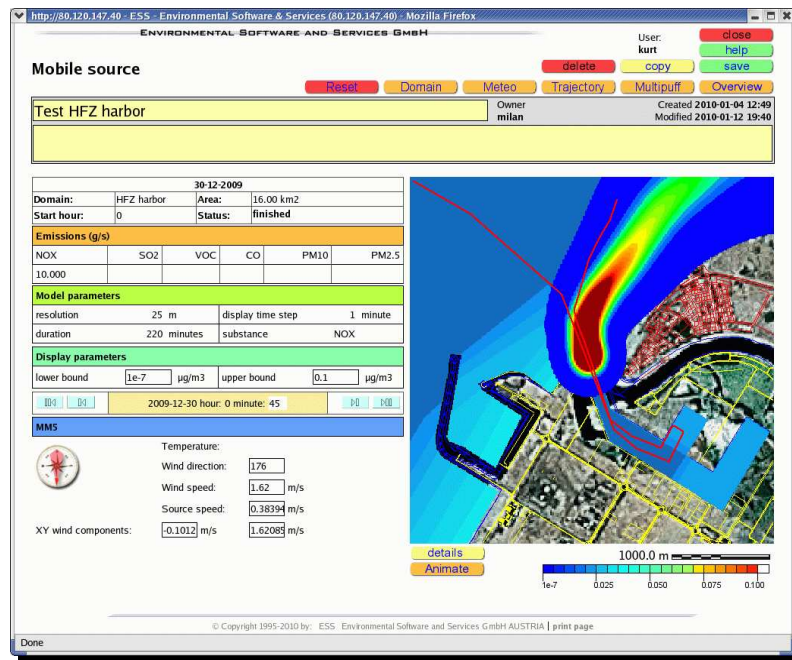 http://80.120.147.40 - ESS - Environmental Software & Services (80.120.147.40) - Mozilla Firefox
ENVIRONMENTAL SOFTWARE AND SERVICES GMBH
User:
kurt
close
help
Mobile source
delete
copy
save
Reset
Domain
Meteo
Trajectory
Multipuff
Overview
Test HFZ harbor
Owner
milan
Created 2010-01-04 12:49
Modified 2010-01-12 19:40
30-12-2009
Domain: HFZ harbor Area: 16.00 km2
Start hour: 0 Status: finished
Emissions (g/s)
NOX SO2 VOC CO PM10 PM2.5
10.000
Model parameters
resolution 25 m display time step 1 minute
duration 220 minutes substance NOX
Display parameters
lower bound 1e-7 µg/m3 upper bound 0.1 µg/m3
2009-12-30 hour: 0 minute: 45
MM5
Temperature:
Wind direction: 176
Wind speed: 1.62 m/s
Source speed: 0.38394 m/s
XY wind components: -0.1012 m/s 1.62085 m/s
details
Animate
1000.0 m
1e-7 0.025 0.050 0.075 0.100
© Copyright 1995-2010 by: ESS Environmental Software and Services GmbH AUSTRIA | print page
Done